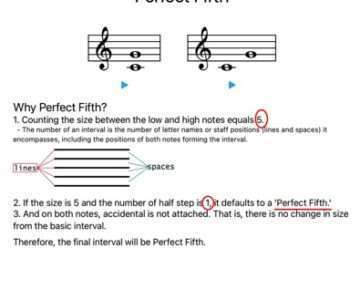 Perfect Fifth
Why Perfect Fifth?
1. Counting the size between the low and high notes equals 5.
- The number of an interval is the number of letter names or staff positions (lines and spaces) it
encompasses, including the positions of both notes forming the interval.
lines spaces
2. If the size is 5 and the number of half step is 1, it defaults to a 'Perfect Fifth.'
3. And on both notes, accidental is not attached. That is, there is no change in size
from the basic interval.
Therefore, the final interval will be Perfect Fifth.